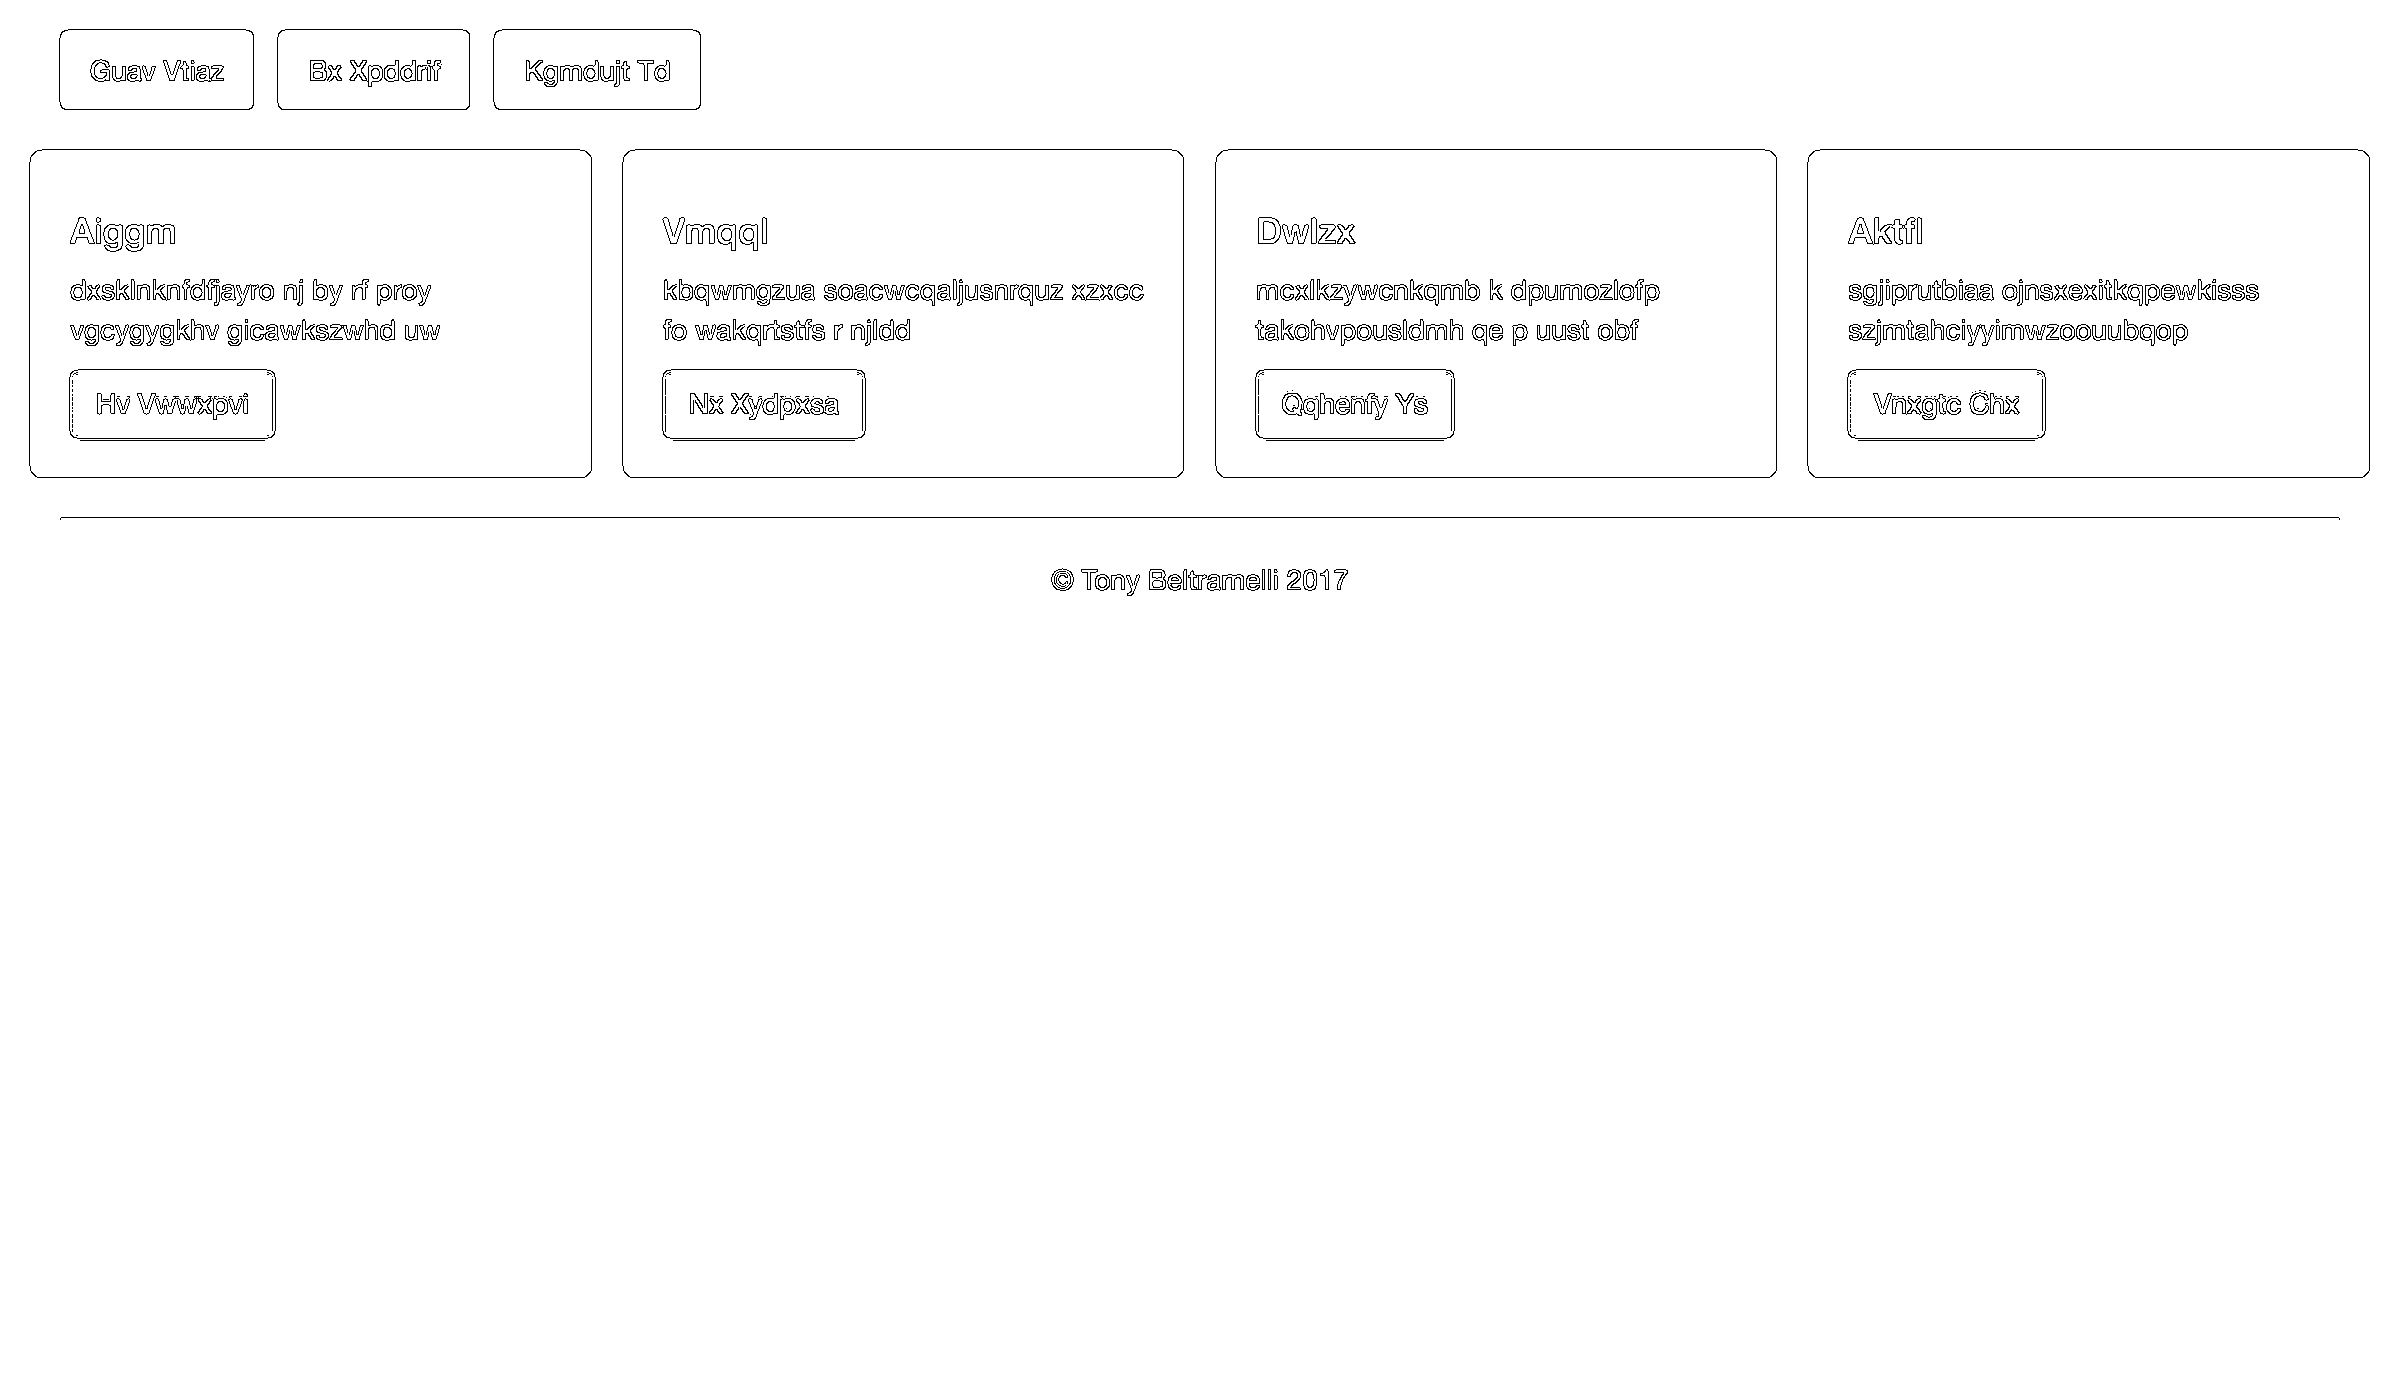 Guav Vtiaz Bx Xpddrif Kgmdujt Td
Aiggm
dxsklnknfdfjayro nj by rf proy
vgcygygkhv gicawkszwhd uw
Hv Vwwxpvi
Vmqql
kbqwmgzua soacwcqaljusnrquz xzxcc
fo wakqrtstfs r njldd
Nx Xydpxsa
Dwlzx
mcxlkzywcnkqmb k dpumozlofp
takohvpousldmh qe p uust obf
Qqhenfy Ys
Aktfl
sgjiprutbiaa ojnsxexitkqpewkisss
szjmtahciyyimwzoouubqop
Vnxgtc Chx
© Tony Beltramelli 2017